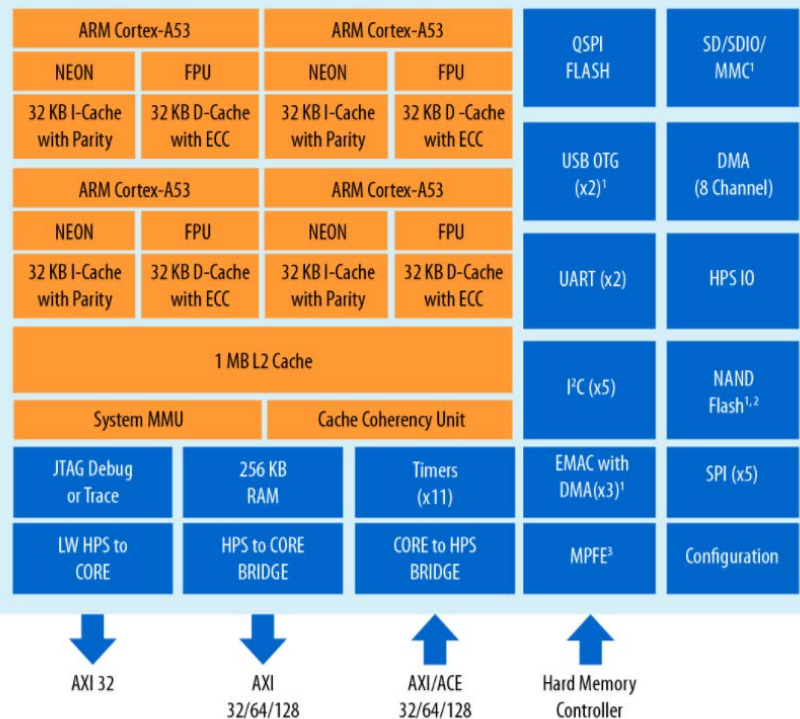 ARM Cortex-A53
ARM Cortex-A53
NEON
FPU
NEON
FPU
32 KB I-Cache
with Parity
32 KB D-Cache
with ECC
32 KB I-Cache
with Parity
32 KB D -Cache
with ECC
ARM Cortex-A53
ARM Cortex-A53
NEON
FPU
NEON
FPU
32 KB I-Cache
with Parity
32 KB D-Cache
with ECC
32 KB I-Cache
with Parity
32 KB D-Cache
with ECC
1 MB L2 Cache
System MMU
Cache Coherency Unit
QSPI
FLASH
SD/SDIO/
MMC¹
USB OTG
(x2)¹
DMA
(8 Channel)
UART (x2)
HPS IO
I²C (x5)
NAND
Flash¹,²
JTAG Debug
or Trace
256 KB
RAM
Timers
(x11)
EMAC with
DMA(x3)¹
SPI (x5)
LW HPS to
CORE
HPS to CORE
BRIDGE
CORE to HPS
BRIDGE
MPFE³
Configuration
AXI 32
AXI
32/64/128
AXI/ACE
32/64/128
Hard Memory
Controller